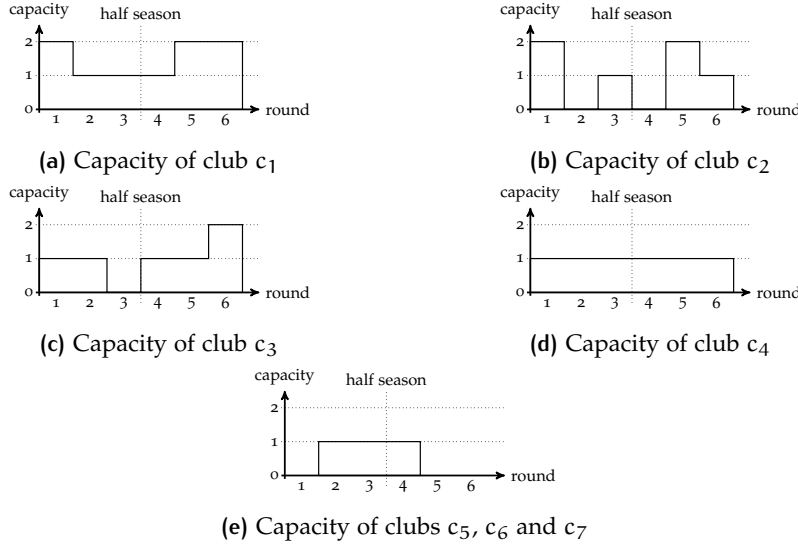 capacity
half season
2
1
0
1 2 3 4 5 6
round
(a) Capacity of club c1
capacity
half season
2
1
0
1 2 3 4 5 6
round
(b) Capacity of club c2
capacity
half season
2
1
0
1 2 3 4 5 6
round
(c) Capacity of club c3
capacity
half season
2
1
0
1 2 3 4 5 6
round
(d) Capacity of club c4
capacity
half season
2
1
0
1 2 3 4 5 6
round
(e) Capacity of clubs c5, c6 and c7